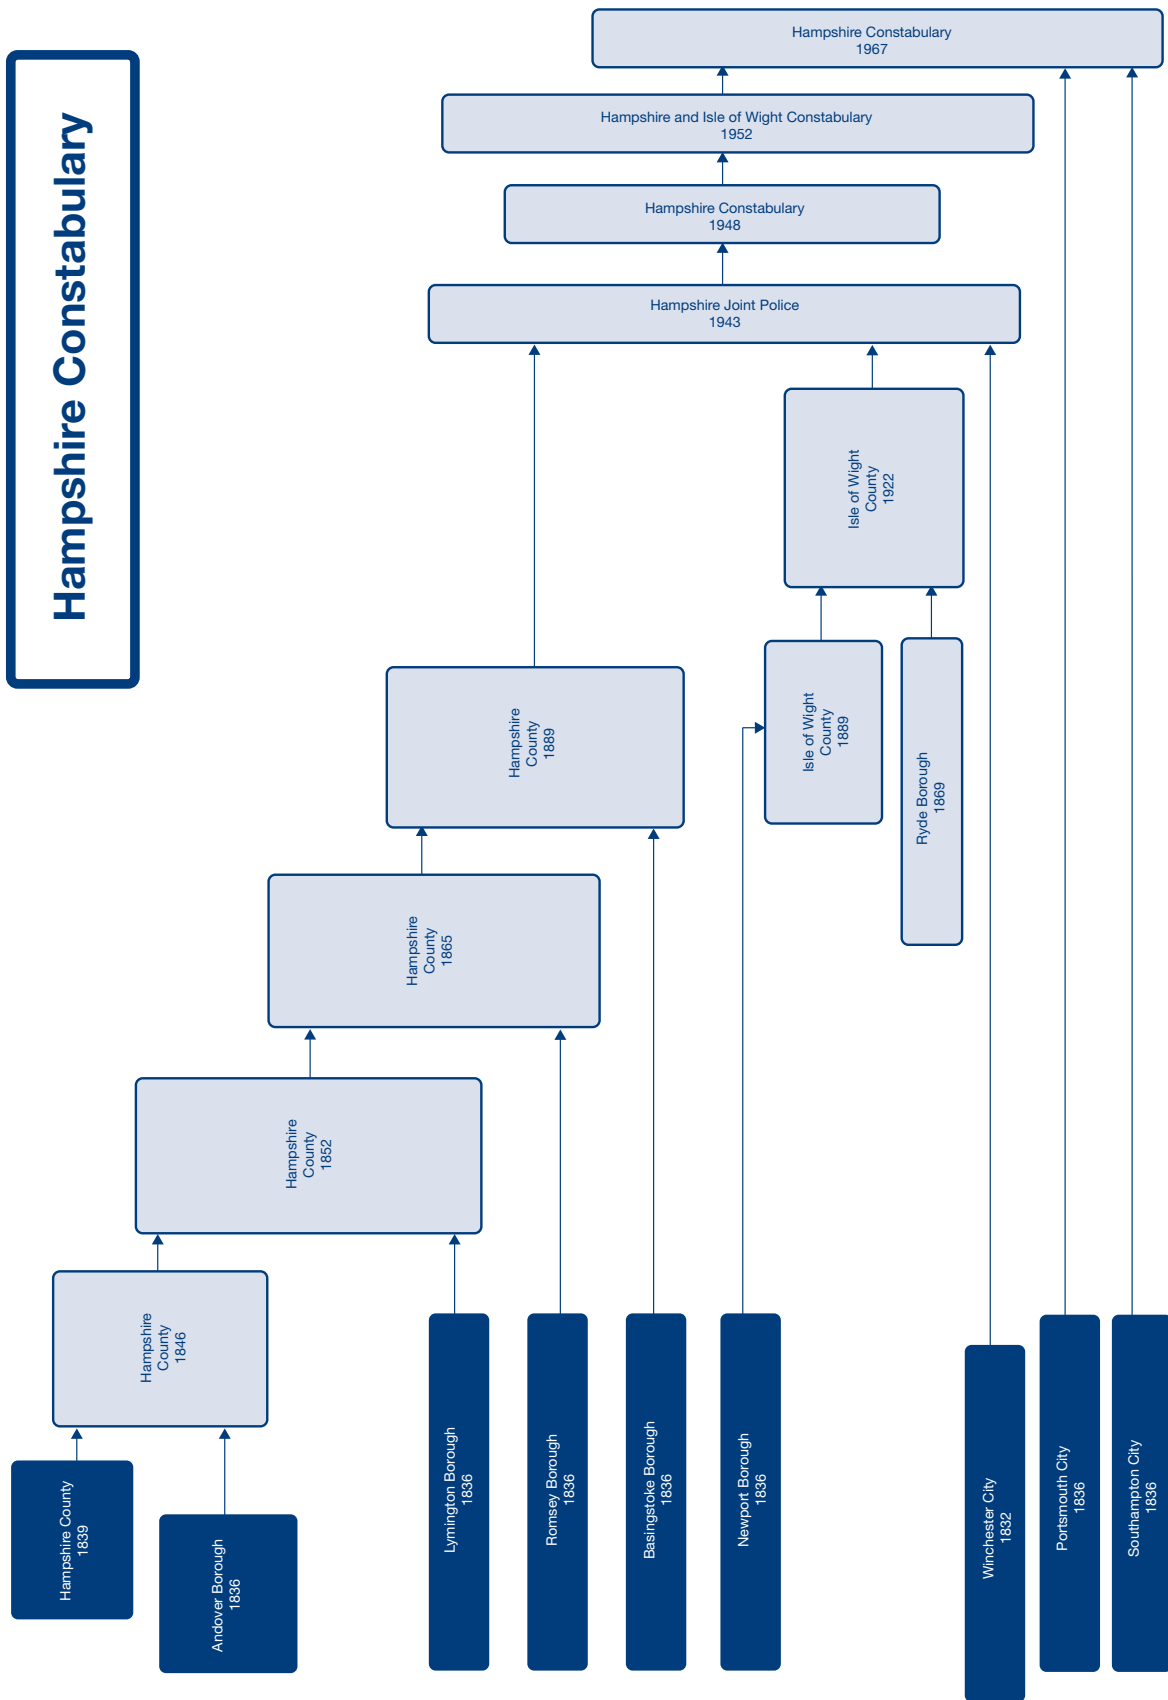 Hampshire Constabulary
Hampshire Constabulary
1967
Hampshire and Isle of Wight Constabulary
1952
Hampshire Constabulary
1948
Hampshire Joint Police
1943
Isle of Wight
County
1922
Hampshire
County
1889
Isle of Wight
County
1889
Ryde Borough
1869
Hampshire
County
1865
Hampshire
County
1852
Hampshire
County
1846
Hampshire County
1839
Andover Borough
1836
Lymington Borough
1836
Romsey Borough
1836
Basingstoke Borough
1836
Newport Borough
1836
Winchester City
1832
Portsmouth City
1836
Southampton City
1836